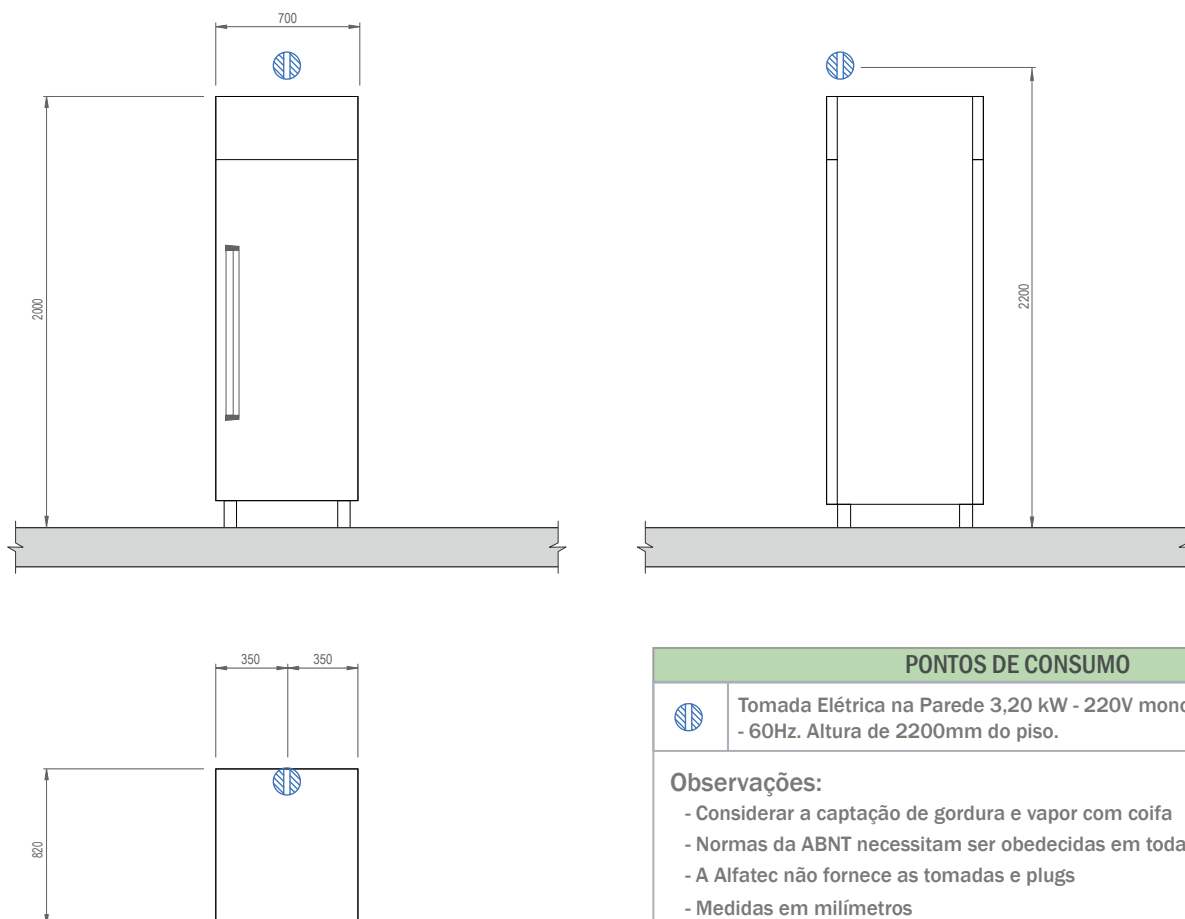 700
2000
2200
350 350
820
PONTOS DE CONSUMO
Tomada Elétrica na Parede 3,20 kW - 220V
- 60Hz. Altura de 2200mm do piso.
Observações:
- Considerar a captação de gordura e vapor com coifa
- Normas da ABNT necessitam ser obedecidas em
- A Alfatec não fornece as tomadas e plugs
- Medidas em milímetros